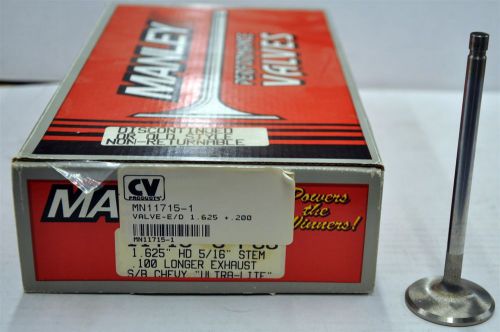 MANLEY
PERFORMANCE
VALVES
DISCONTINUED
OR OLD STYLE
NON-RETURNABLE
MA
CV
PRODUCTS
MN11715-1
VALVE-E/D 1.625 +.200
MN11715-1
Powers
the
Winners!
1.625" HD 5/16" STEM
.100 LONGER EXHAUST
S/B CHEVY "ULTRA-LITE"